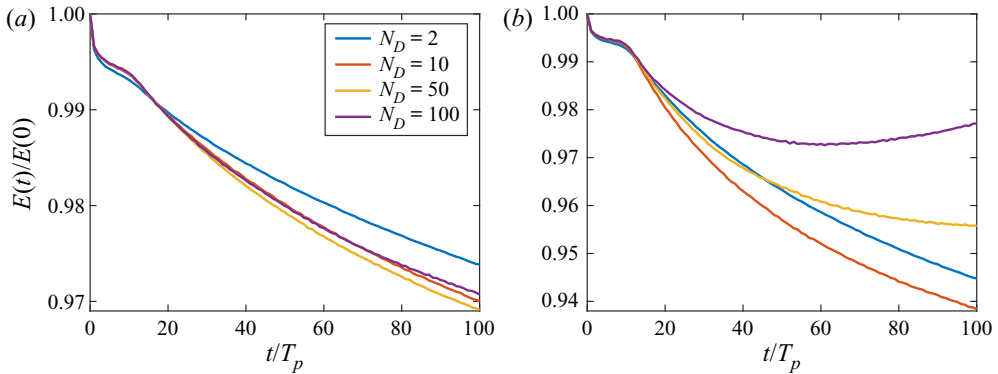 (a)
1.00
0.99
0.98
0.97
E(t)/E(0)
0 20 40 60 80 100
t/Tp
N_D = 2
N_D = 10
N_D = 50
N_D = 100
(b)
1.00
0.99
0.98
0.97
0.96
0.95
0.94
0 20 40 60 80 100
t/Tp